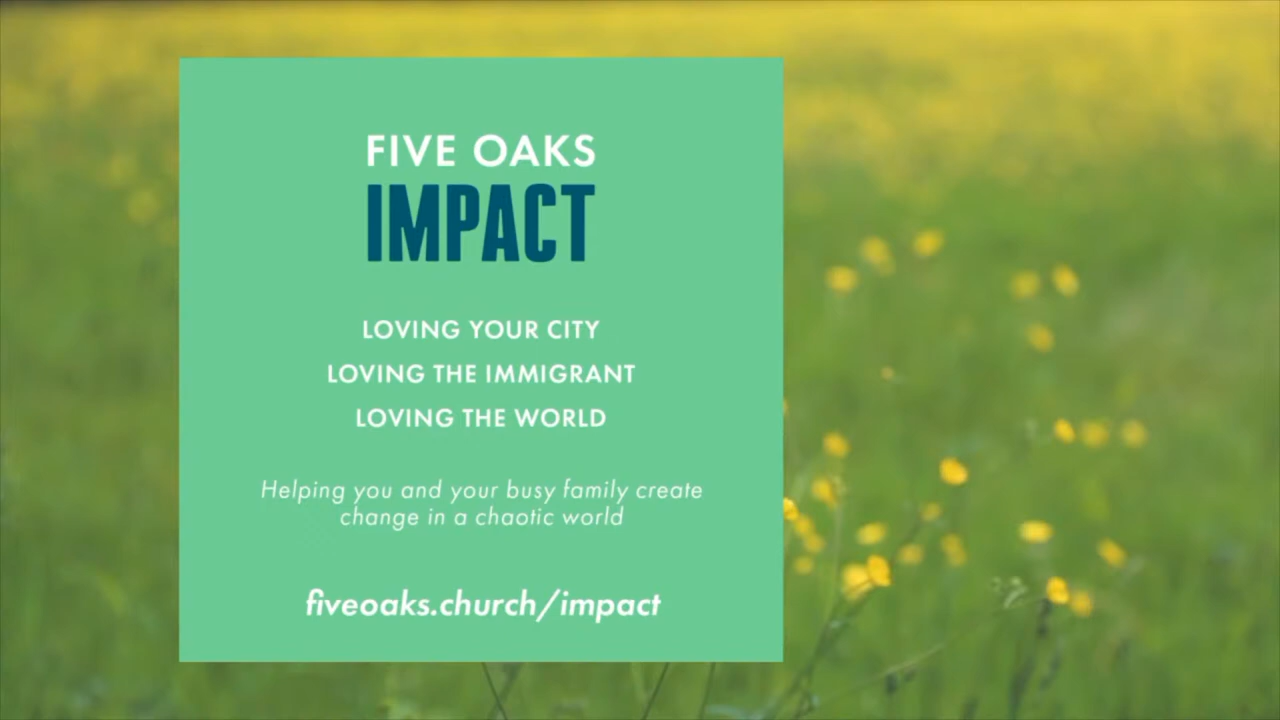 FIVE OAKS
IMPACT
LOVING YOUR CITY
LOVING THE IMMIGRANT
LOVING THE WORLD
Helping you and your busy family create
change in a chaotic world
fiveoaks.church/impact